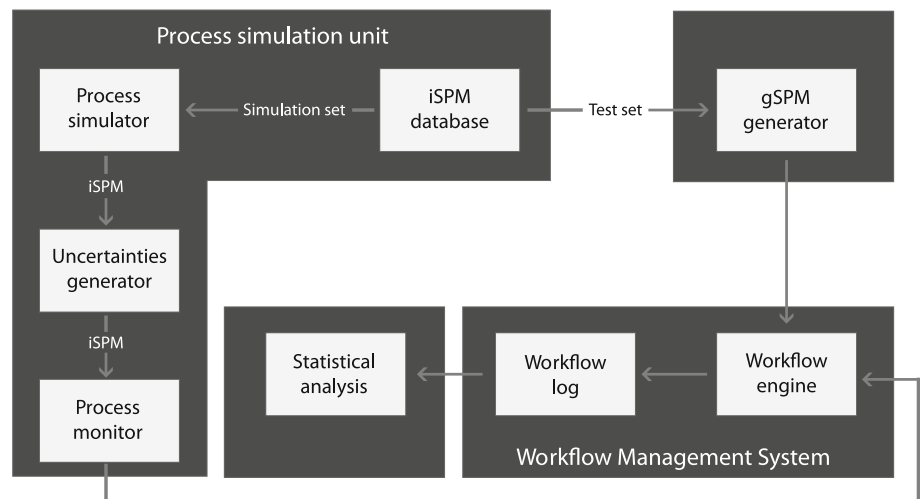 Process simulation unit
Process
simulator
Simulation set
iSPM
database
Test set
gSPM
generator
iSPM
Uncertainties
generator
iSPM
Process
monitor
Statistical
analysis
Workflow
log
Workflow
engine
Workflow Management System